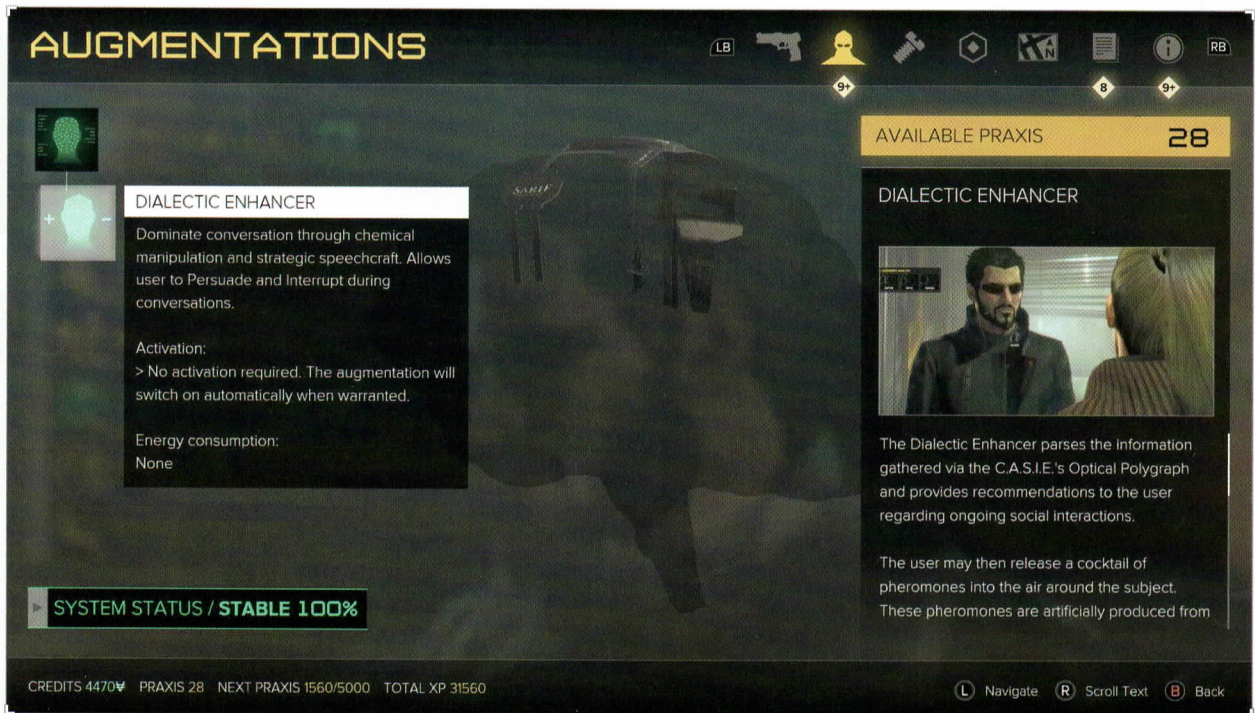 AUGMENTATIONS
LB
RB
9+
8
9+
AVAILABLE PRAXIS 28
DIALECTIC ENHANCER
Dominate conversation through chemical
manipulation and strategic speechcraft. Allows
user to Persuade and Interrupt during
conversations.
Activation:
> No activation required. The augmentation will
switch on automatically when warranted.
Energy consumption:
None
SARIF
DIALECTIC ENHANCER
The Dialectic Enhancer parses the information
gathered via the C.A.S.I.E.'s Optical Polygraph
and provides recommendations to the user
regarding ongoing social interactions.
The user may then release a cocktail of
pheromones into the air around the subject.
These pheromones are artificially produced from
SYSTEM STATUS / STABLE 100%
CREDITS 4470¥ PRAXIS 28 NEXT PRAXIS 1560/5000 TOTAL XP 31560
L Navigate R Scroll Text B Back